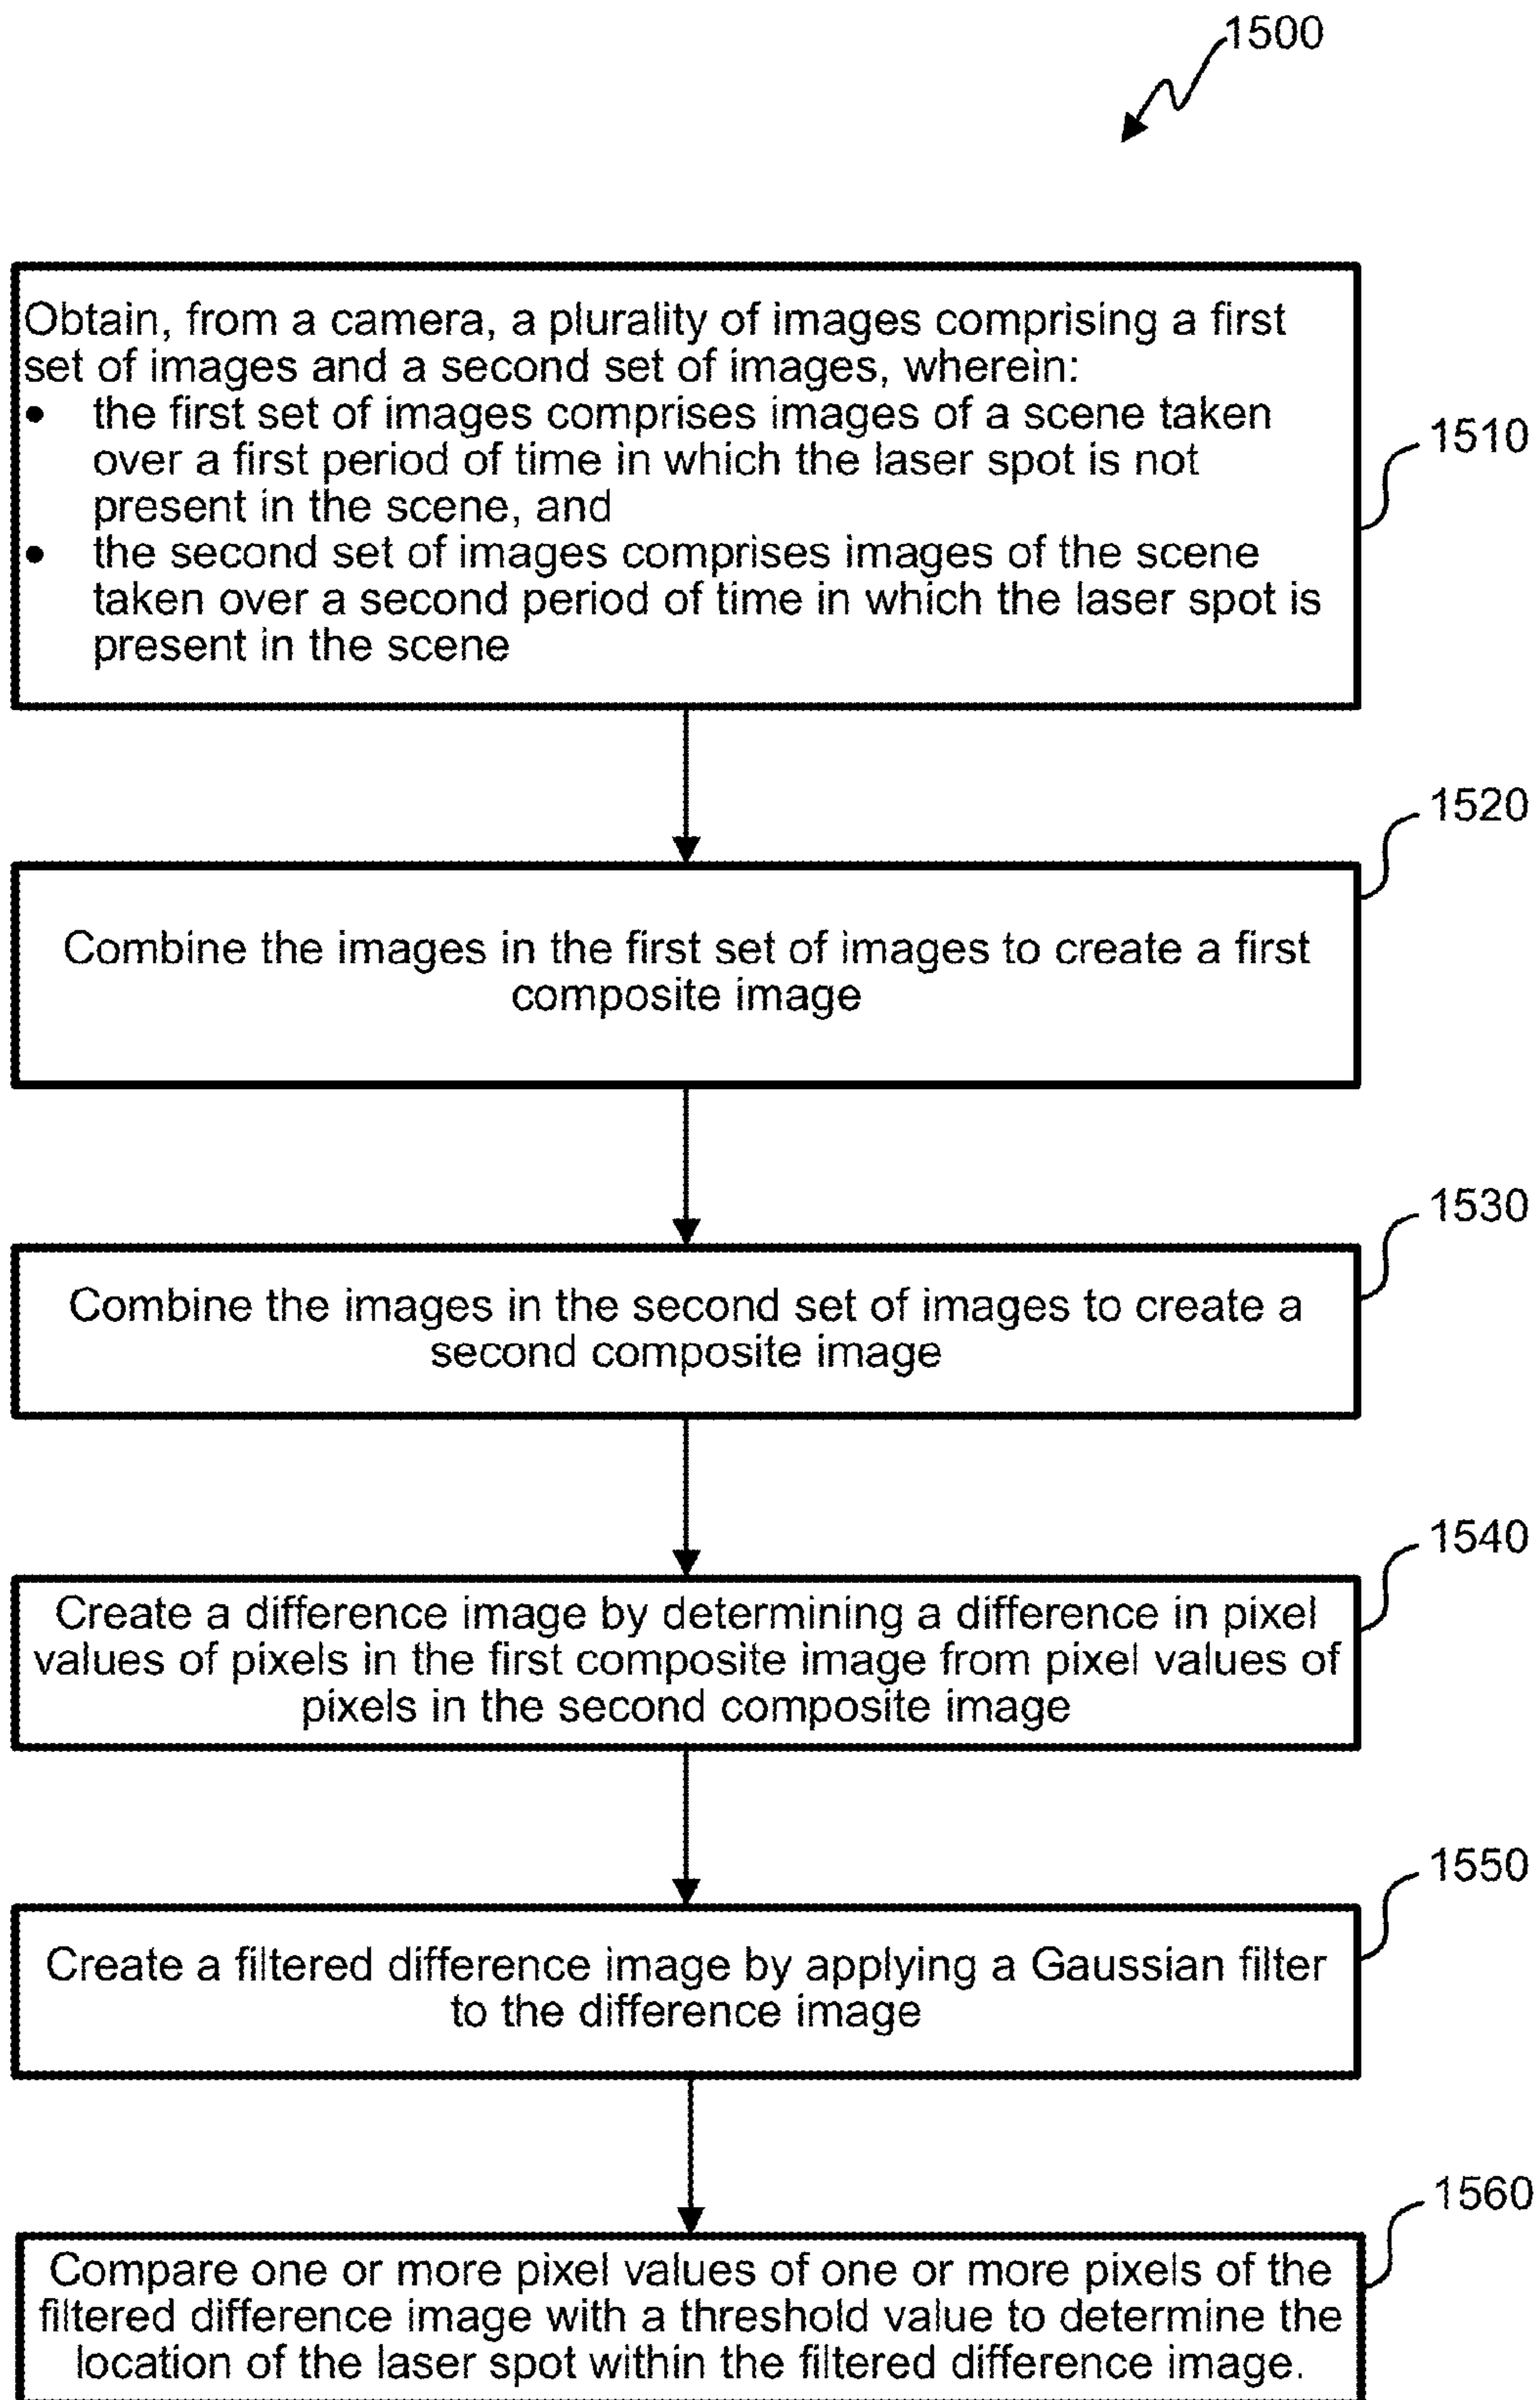 1500
Obtain, from a camera, a plurality of images comprising a first
set of images and a second set of images, wherein:
• the first set of images comprises images of a scene taken
over a first period of time in which the laser spot is not
present in the scene, and
• the second set of images comprises images of the scene
taken over a second period of time in which the laser spot is
present in the scene
1510
1520
Combine the images in the first set of images to create a first
composite image
1530
Combine the images in the second set of images to create a
second composite image
1540
Create a difference image by determining a difference in pixel
values of pixels in the first composite image from pixel values of
pixels in the second composite image
1550
Create a filtered difference image by applying a Gaussian filter
to the difference image
1560
Compare one or more pixel values of one or more pixels of the
filtered difference image with a threshold value to determine the
location of the laser spot within the filtered difference image.